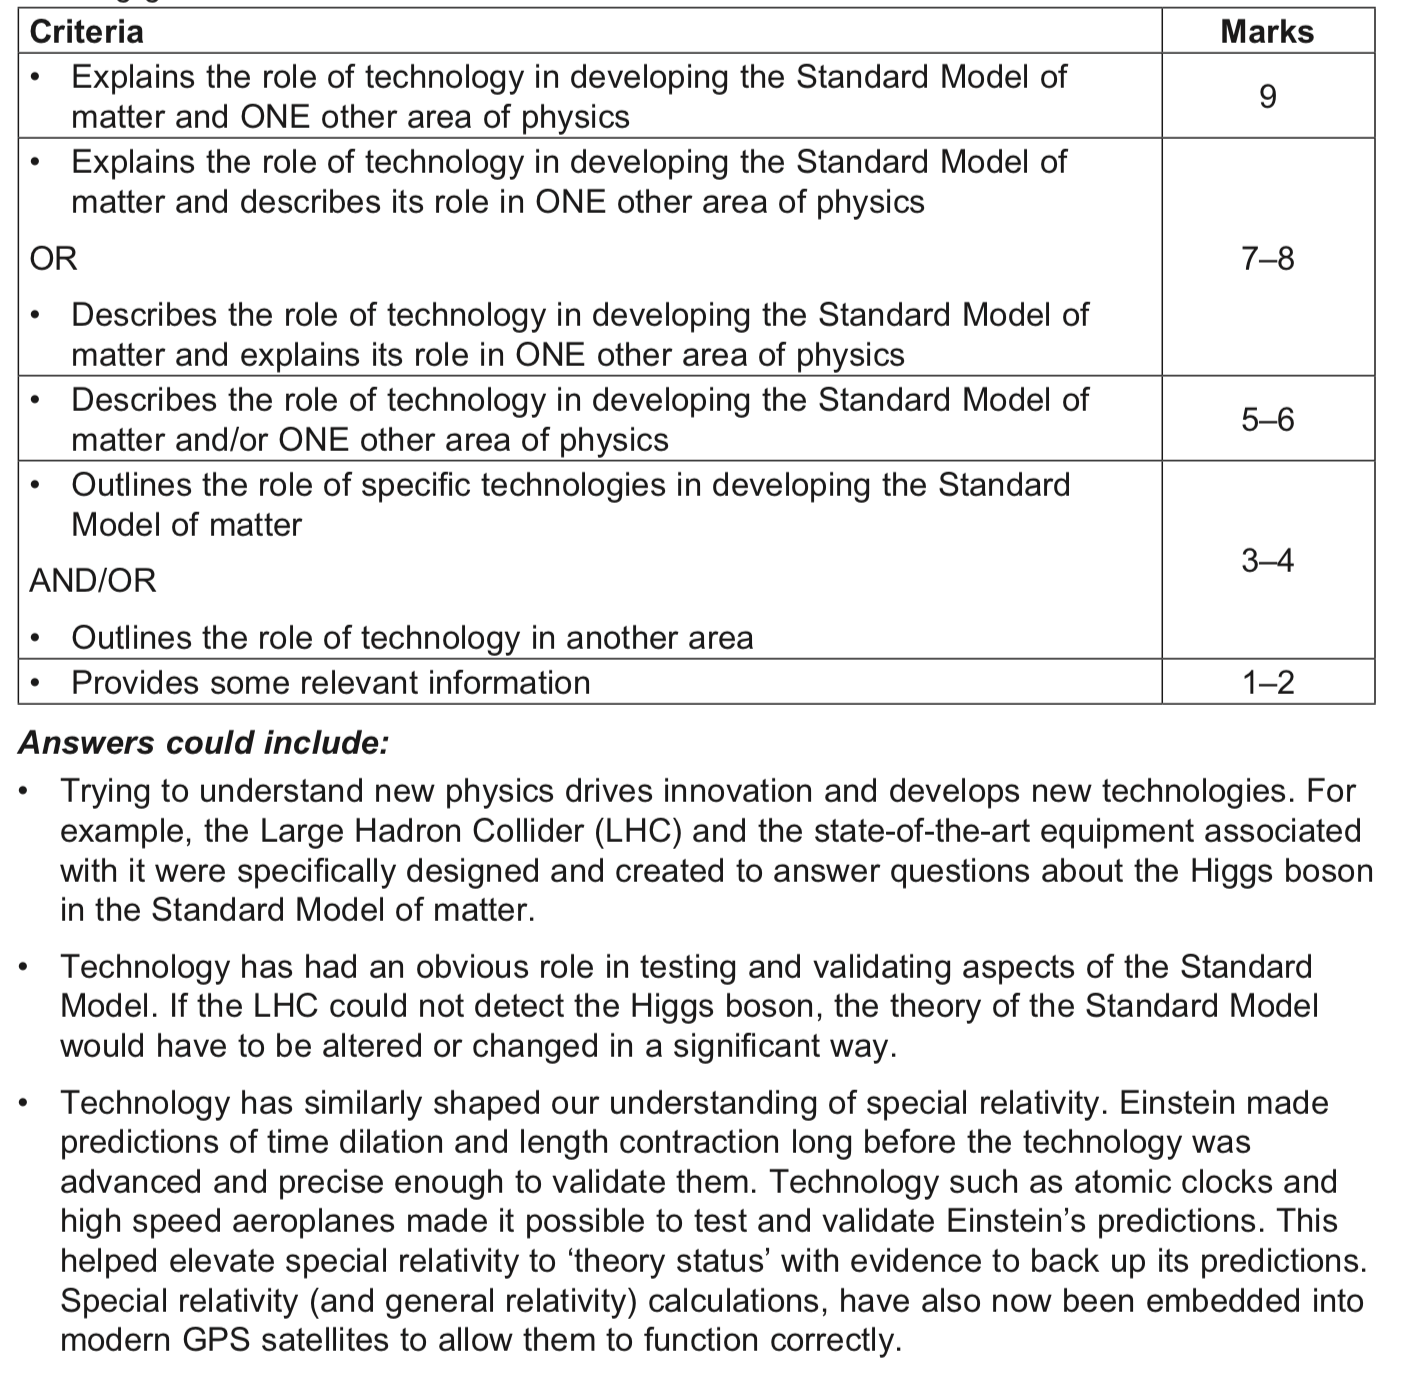 Criteria Marks
• Explains the role of technology in developing the Standard Model of
matter and ONE other area of physics
9
• Explains the role of technology in developing the Standard Model of
matter and describes its role in ONE other area of physics
OR
• Describes the role of technology in developing the Standard Model of
matter and explains its role in ONE other area of physics
7–8
• Describes the role of technology in developing the Standard Model of
matter and/or ONE other area of physics
5–6
• Outlines the role of specific technologies in developing the Standard
Model of matter
AND/OR
• Outlines the role of technology in another area
3–4
• Provides some relevant information 1–2
Answers could include:
• Trying to understand new physics drives innovation and develops new technologies. For
example, the Large Hadron Collider (LHC) and the state-of-the-art equipment associated
with it were specifically designed and created to answer questions about the Higgs boson
in the Standard Model of matter.
• Technology has had an obvious role in testing and validating aspects of the Standard
Model. If the LHC could not detect the Higgs boson, the theory of the Standard Model
would have to be altered or changed in a significant way.
• Technology has similarly shaped our understanding of special relativity. Einstein made
predictions of time dilation and length contraction long before the technology was
advanced and precise enough to validate them. Technology such as atomic clocks and
high speed aeroplanes made it possible to test and validate Einstein’s predictions. This
helped elevate special relativity to ‘theory status’ with evidence to back up its predictions.
Special relativity (and general relativity) calculations, have also now been embedded into
modern GPS satellites to allow them to function correctly.